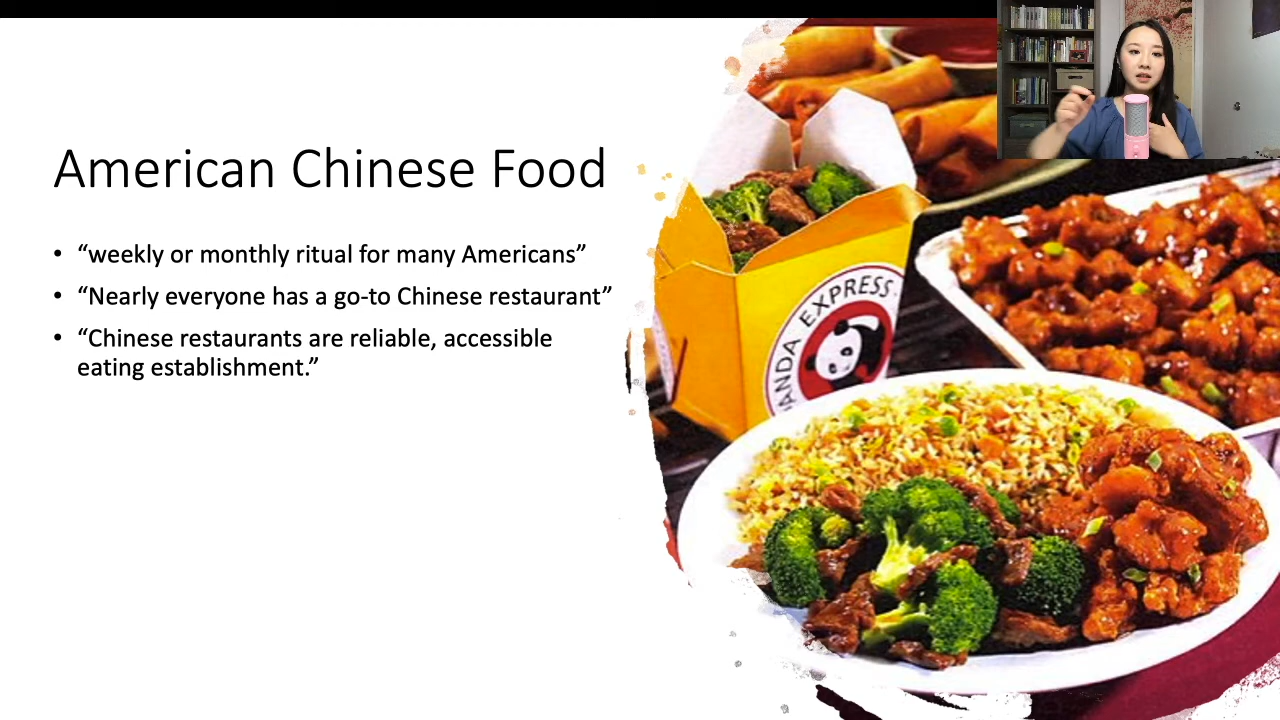 American Chinese Food
• “weekly or monthly ritual for many Americans”
• “Nearly everyone has a go-to Chinese restaurant”
• “Chinese restaurants are reliable, accessible
eating establishment.”
PANDA EXPRESS